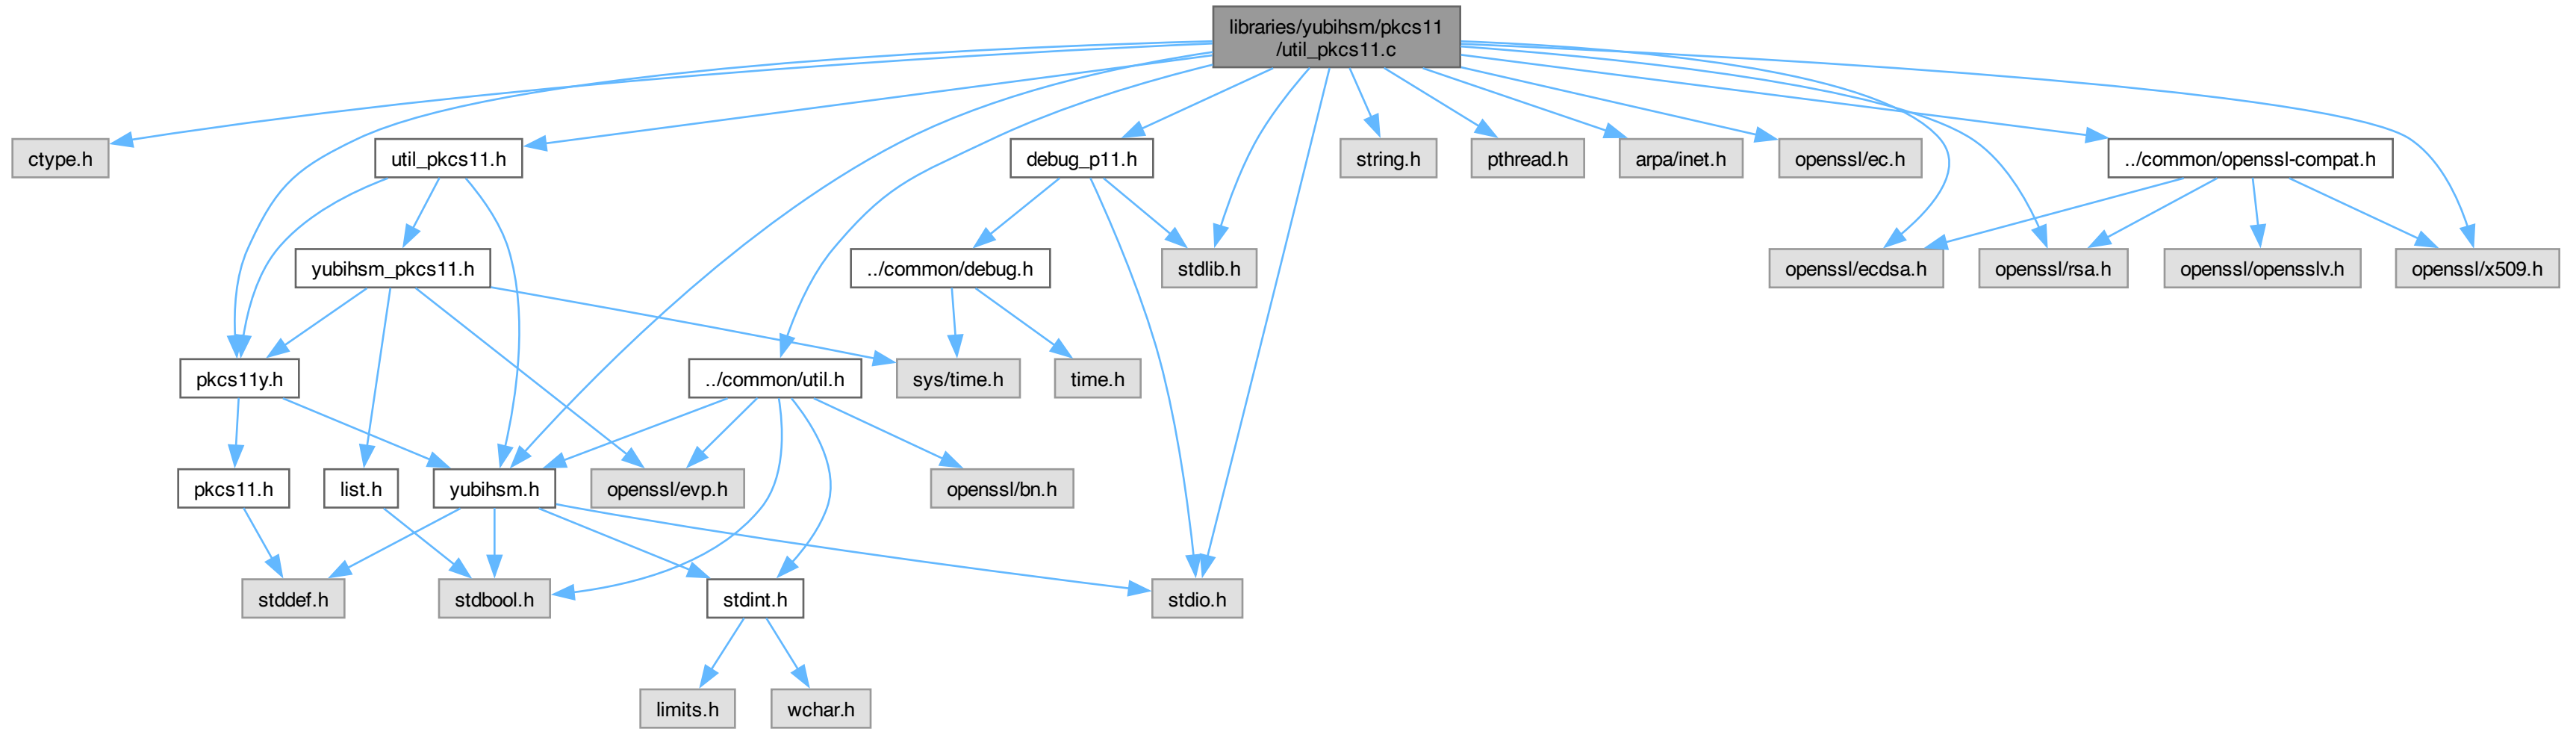 libraries/yubihsm/pkcs11
/util_pkcs11.c
ctype.h
util_pkcs11.h
debug_p11.h
string.h
pthread.h
arpa/inet.h
openssl/ec.h
../common/openssl-compat.h
yubihsm_pkcs11.h
../common/debug.h
stdlib.h
openssl/ecdsa.h
openssl/rsa.h
openssl/opensslv.h
openssl/x509.h
pkcs11y.h
../common/util.h
sys/time.h
time.h
pkcs11.h
list.h
yubihsm.h
openssl/evp.h
openssl/bn.h
stddef.h
stdbool.h
stdint.h
stdio.h
limits.h
wchar.h